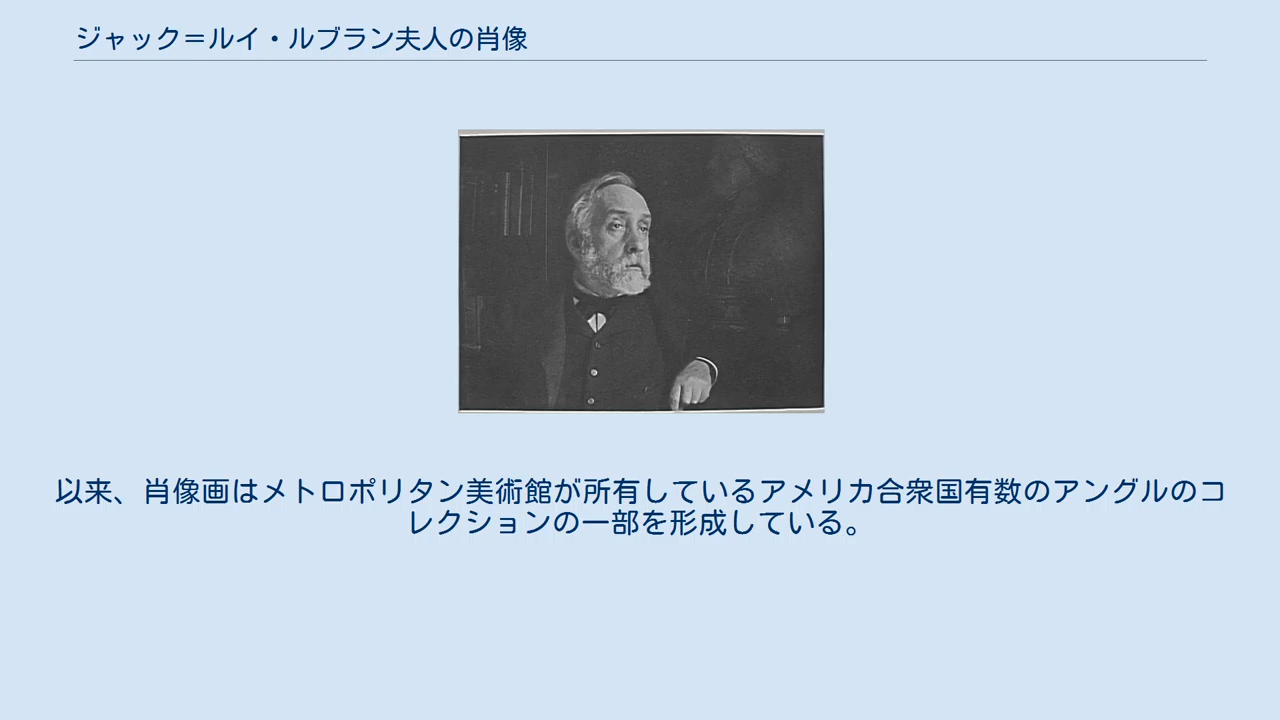 ジャック＝ルイ・ルブラン夫人の肖像
以来、肖像画はメトロポリタン美術館が所有しているアメリカ合衆国有数のアングルのコ
レクションの一部を形成している。